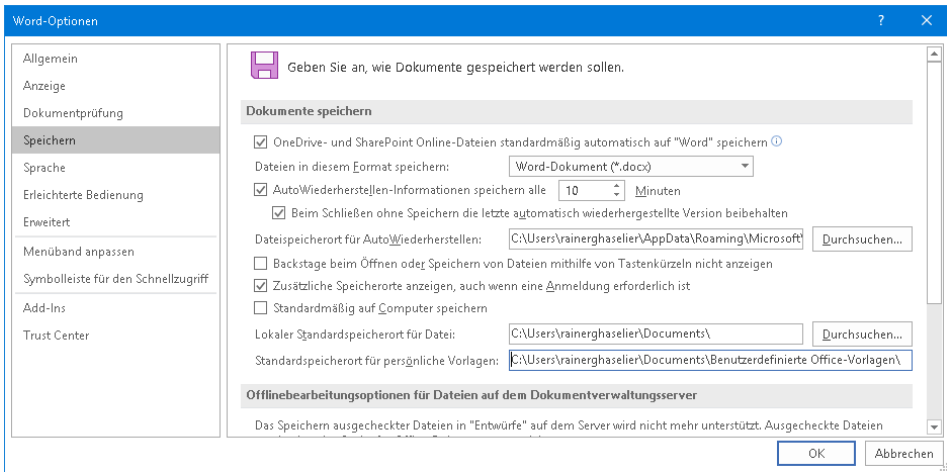 Word-Optionen ? ×
Allgemein
Anzeige
Dokumentprüfung
Speichern
Sprache
Erleichterte Bedienung
Erweitert
Menüband anpassen
Symbolleiste für den Schnellzugriff
Add-Ins
Trust Center
Geben Sie an, wie Dokumente gespeichert werden sollen.
Dokumente speichern
OneDrive- und SharePoint Online-Dateien standardmäßig automatisch auf "Word" speichern
Dateien in diesem Format speichern: Word-Dokument (*.docx)
AutoWiederherstellen-Informationen speichern alle 10 Minuten
Beim Schließen ohne Speichern die letzte automatisch wiederhergestellte Version beibehalten
Dateispeicherort für AutoWiederherstellen: C:\Users\rainerghaselier\AppData\Roaming\Microsoft\ Durchsuchen...
Backstage beim Öffnen oder Speichern von Dateien mithilfe von Tastenkürzeln nicht anzeigen
Zusätzliche Speicherorte anzeigen, auch wenn eine Anmeldung erforderlich ist
Standardmäßig auf Computer speichern
Lokaler Standardspeicherort für Datei: C:\Users\rainerghaselier\Documents\ Durchsuchen...
Standardspeicherort für persönliche Vorlagen: C:\Users\rainerghaselier\Documents\Benutzerdefinierte Office-Vorlagen\
Offlinebearbeitungsoptionen für Dateien auf dem Dokumentverwaltungsserver
Das Speichern ausgecheckter Dateien in "Entwürfe" auf dem Server wird nicht mehr unterstützt. Ausgecheckte Dateien
OK Abbrechen